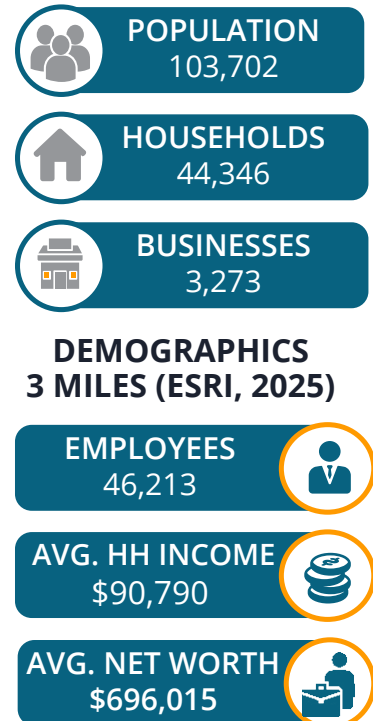 POPULATION
103,702
HOUSEHOLDS
44,346
BUSINESSES
3,273
DEMOGRAPHICS
3 MILES (ESRI, 2025)
EMPLOYEES
46,213
AVG. HH INCOME
$90,790
AVG. NET WORTH
$696,015